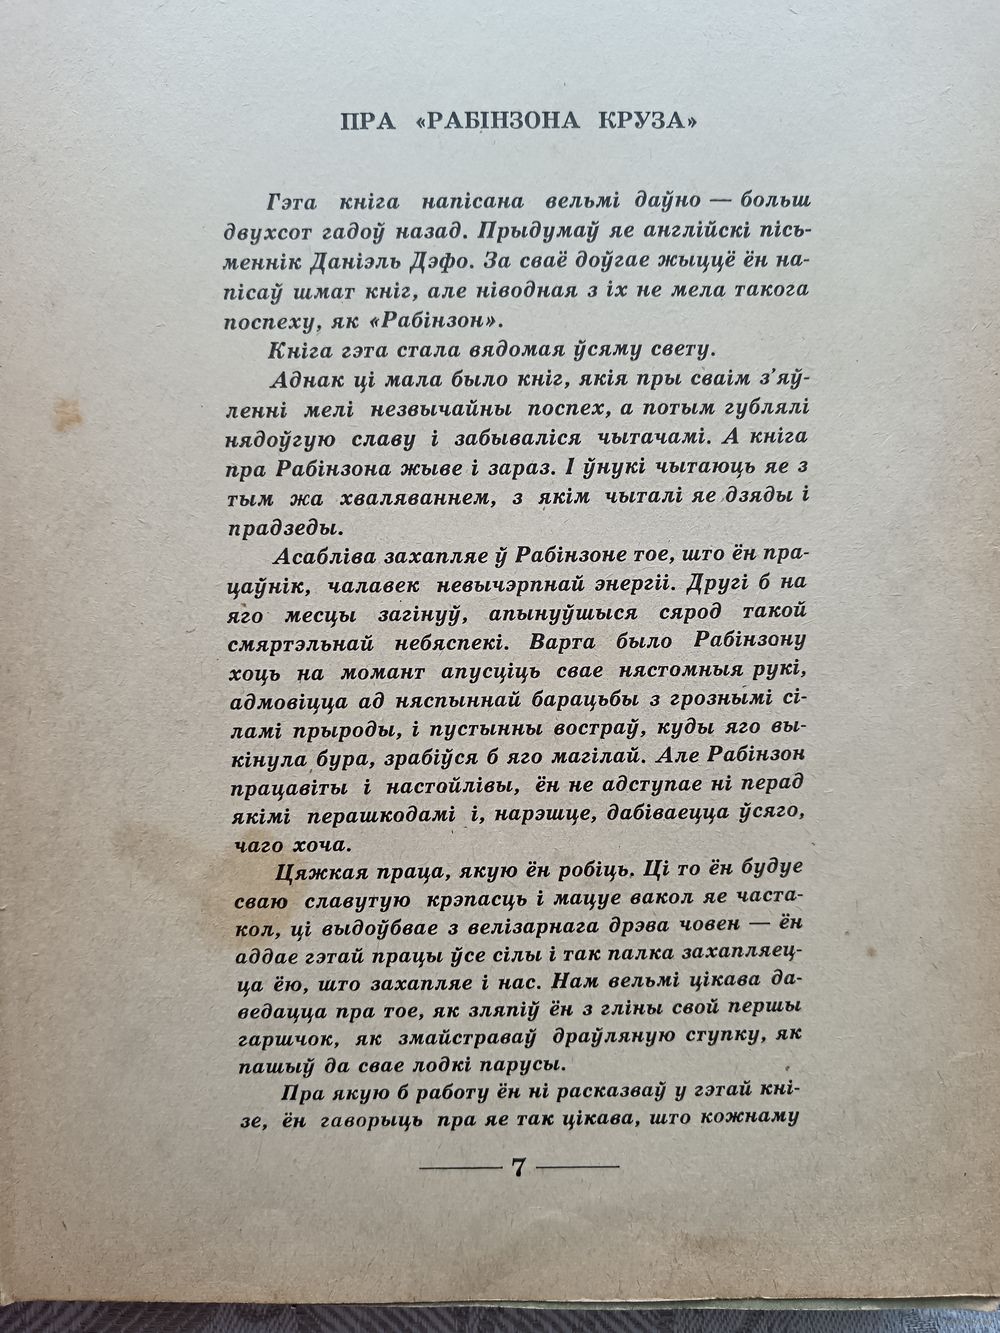 ПРА «РАБІНЗОНА КРУЗА»
Гэта кніга напісана вельмі даўно — больш
двухсот гадоў назад. Прыдумаў яе англійскі пісь-
меннік Даніэль Дэфо. За сваё доўгае жыццё ён на-
пісаў шмат кніг, але ніводная з іх не мела такога
поспеху, як «Рабінзон».
Кніга гэта стала вядомая ўсяму свету.
Аднак ці мала было кніг, якія пры сваім з'яў-
ленні мелі незвычайны поспех, а потым гублялі
нядоўгую славу і забываліся чытачамі. А кніга
пра Рабінзона жыве і зараз. І ўнукі чытаюць яе з
тым жа хваляваннем, з якім чыталі яе дзяды і
прадзеды.
Асабліва захапляе ў Рабінзоне тое, што ён пра-
цаўнік, чалавек невычэрпнай энергіі. Другі б на
яго месцы загінуў, апынуўшыся сярод такой
смяртэльнай небяспекі. Варта было Рабінзону
хоць на момант апусціць свае нястомныя рукі,
адмовіцца ад няспыннай барацьбы з грознымі сі-
ламі прыроды, і пустынны востраў, куды яго вы-
кінула бура, зрабіўся б яго магілай. Але Рабінзон
працавіты і настойлівы, ён не адступае ні перад
якімі перашкодамі і, нарэшце, дабіваецца ўсяго,
чаго хоча.
Цяжкая праца, якую ён робіць. Ці то ён будуе
сваю славутую крэпасць і мацуе вакол яе часта-
кол, ці выдоўбвае з велізарнага дрэва човен — ён
аддае гэтай працы ўсе сілы і так палка захапляец-
ца ёю, што захапляе і нас. Нам вельмі цікава да-
ведацца пра тое, як зляпіў ён з гліны свой першы
гаршчок, як змайстраваў драўляную ступку, як
пашыў да свае лодкі парусы.
Пра якую б работу ён ні расказваў у гэтай кні-
зе, ён гаворыць пра яе так цікава, што кожнаму
7